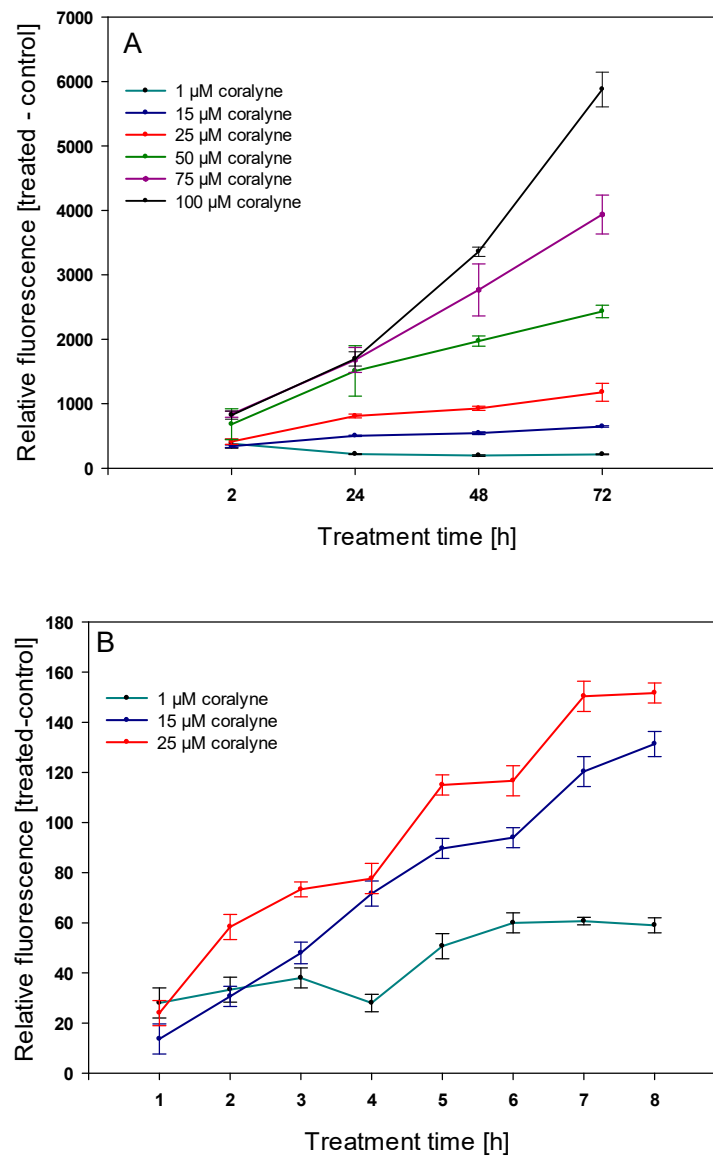 A
7000
6000
5000
4000
3000
2000
1000
0
1 µM coralyne
15 µM coralyne
25 µM coralyne
50 µM coralyne
75 µM coralyne
100 µM coralyne
Relative fluorescence [treated - control]
2 24 48 72
Treatment time [h]
B
180
160
140
120
100
80
60
40
20
0
1 µM coralyne
15 µM coralyne
25 µM coralyne
Relative fluorescence [treated-control]
1 2 3 4 5 6 7 8
Treatment time [h]